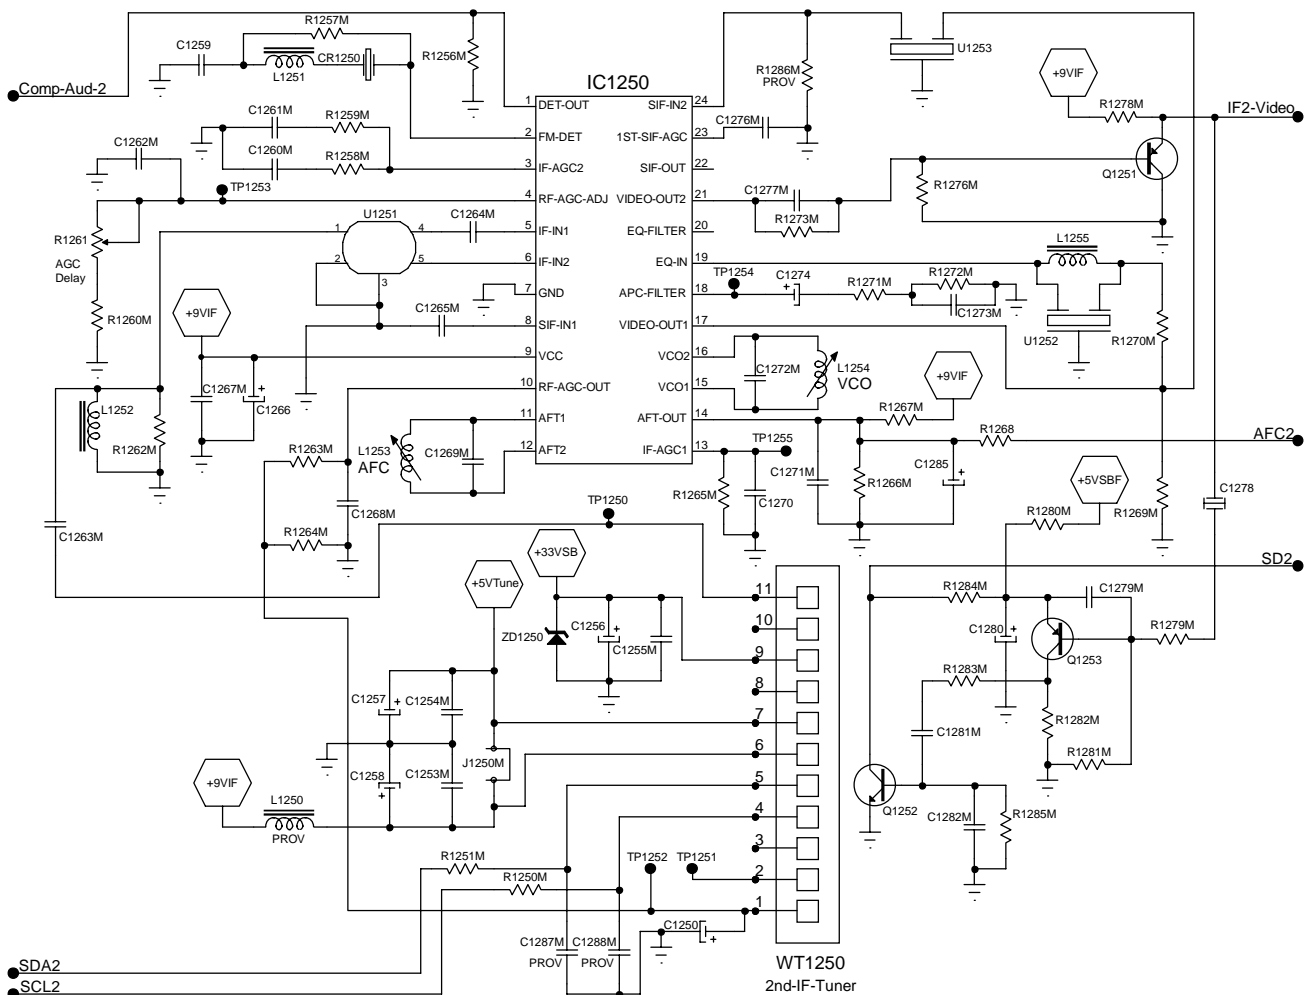 R1257M
C1259
CR1250
L1251
R1256M
U1253
+9VIF
R1286M
PROV
IC1250
Comp-Aud-2
1
DET-OUT
SIF-IN2
24
R1278M
IF2-Video
C1261M
R1259M
2
FM-DET
1ST-SIF-AGC
23
C1276M
C1262M
C1260M
R1258M
3
IF-AGC2
SIF-OUT
22
Q1251
TP1253
4
RF-AGC-ADJ
VIDEO-OUT2
21
C1277M
R1276M
R1273M
U1251
C1264M
1
4
5
IF-IN1
EQ-FILTER
20
R1261
AGC
Delay
2
5
6
IF-IN2
EQ-IN
19
L1255
3
TP1254
C1274
+
R1271M
R1272M
C1273M
7
GND
APC-FILTER
18
R1260M
+9VIF
C1265M
8
SIF-IN1
VIDEO-OUT1
17
U1252
R1270M
9
VCC
VCO2
16
C1272M
L1254
VCO
+9VIF
C1267M
+
C1266
10
RF-AGC-OUT
VCO1
15
L1252
R1262M
11
AFT1
AFT-OUT
14
R1267M
L1253
AFC
C1269M
12
AFT2
IF-AGC1
13
TP1255
R1268
AFC2
R1263M
R1265M
C1270
C1271M
R1266M
C1285
+
+5VSBF
R1269M
C1278
C1268M
TP1250
R1280M
C1263M
R1264M
+33VSB
+5VTune
SD2
ZD1250
C1256
+
C1255M
11
10
9
8
7
6
5
4
3
2
1
R1284M
C1279M
C1280
+
Q1253
R1279M
R1283M
C1257
+
C1254M
C1281M
R1282M
R1281M
+9VIF
C1258
+
C1253M
J1250M
L1250
PROV
Q1252
C1282M
R1285M
R1251M
R1250M
TP1252
TP1251
C1287M
PROV
C1288M
PROV
C1250
+
WT1250
2nd-IF-Tuner
SDA2
SCL2